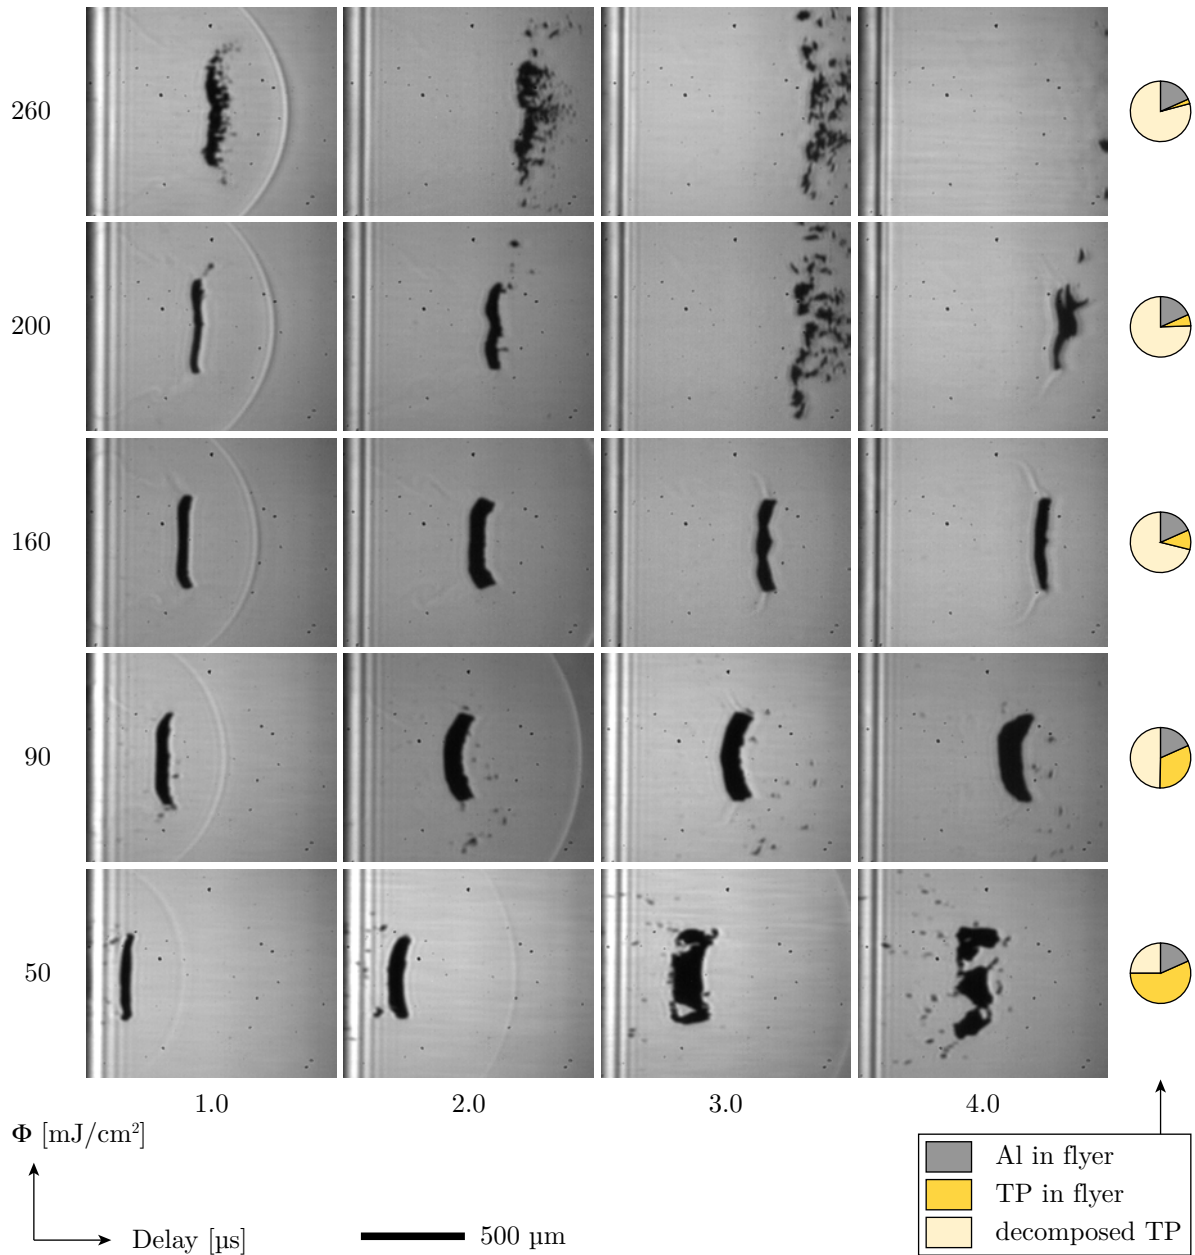 260
200
160
90
50
1.0 2.0 3.0 4.0
Φ [mJ/cm²]
Delay [µs]
500 µm
Al in flyer
TP in flyer
decomposed TP